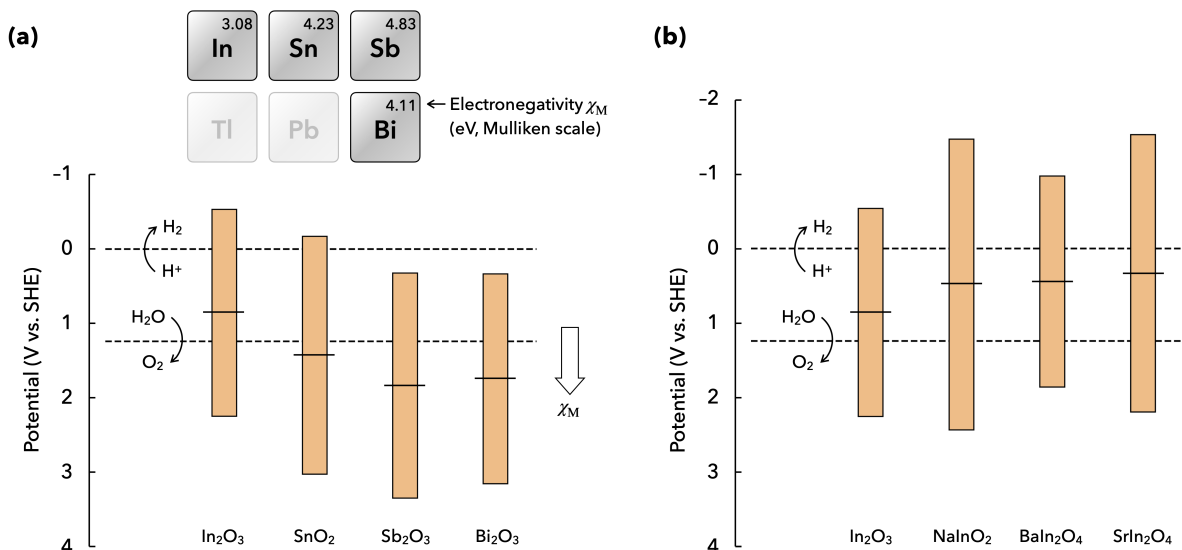 (a)
3.08
In
4.23
Sn
4.83
Sb
Tl
Pb
4.11
Bi
Electronegativity χM
(eV, Mulliken scale)
Potential (V vs. SHE)
–1
0
1
2
3
4
H₂
H⁺
H₂O
O₂
χM
In₂O₃
SnO₂
Sb₂O₃
Bi₂O₃
(b)
Potential (V vs. SHE)
–2
–1
0
1
2
3
4
H₂
H⁺
H₂O
O₂
In₂O₃
NaInO₂
BaIn₂O₄
SrIn₂O₄